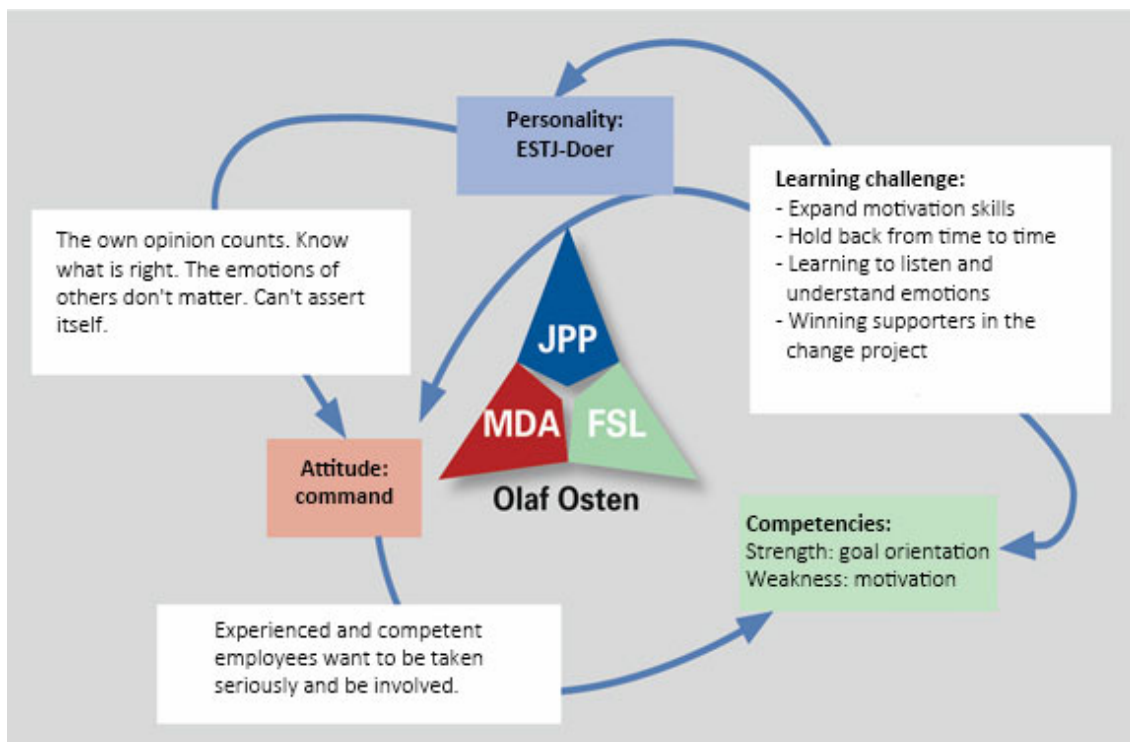 Personality:
ESTJ-Doer
The own opinion counts. Know
what is right. The emotions of
others don't matter. Can't assert
itself.
Learning challenge:
- Expand motivation skills
- Hold back from time to time
- Learning to listen and
understand emotions
- Winning supporters in the
change project
JPP
MDA
FSL
Olaf Osten
Attitude:
command
Competencies:
Strength: goal orientation
Weakness: motivation
Experienced and competent
employees want to be taken
seriously and be involved.